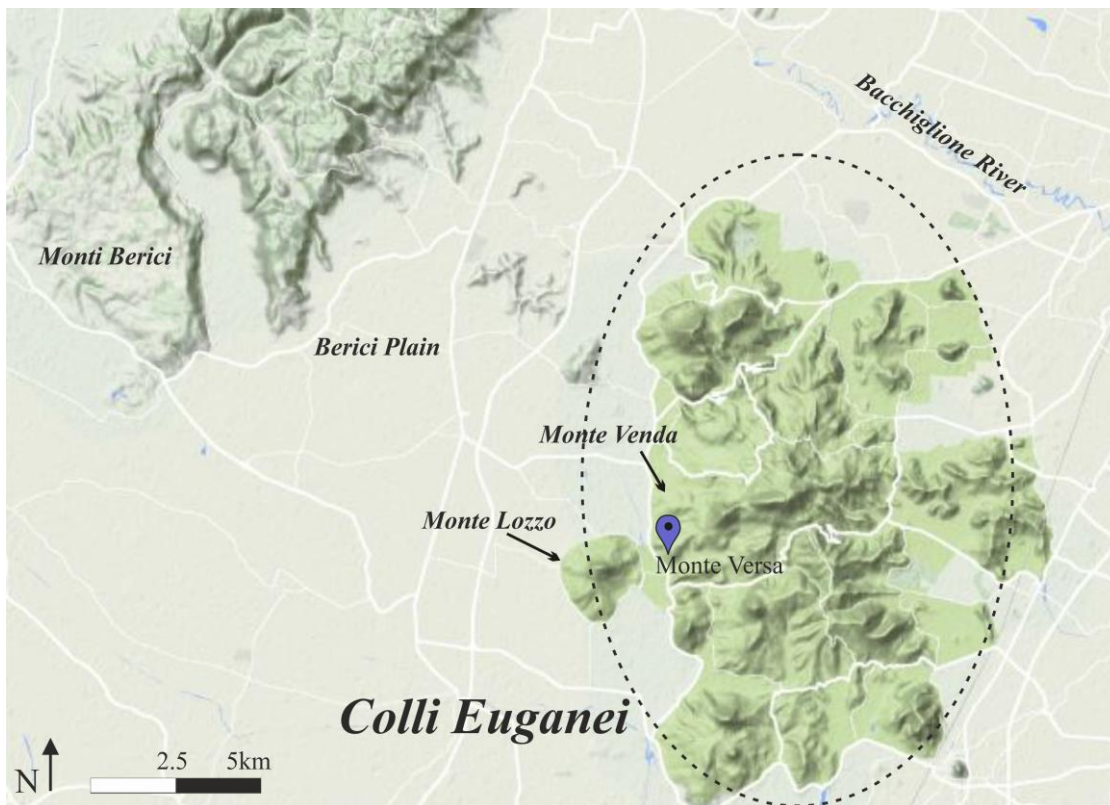 Bacchiglione River
Monti Berici
Berici Plain
Monte Venda
Monte Lozzo
Monte Versa
Colli Euganei
N
2.5 5km